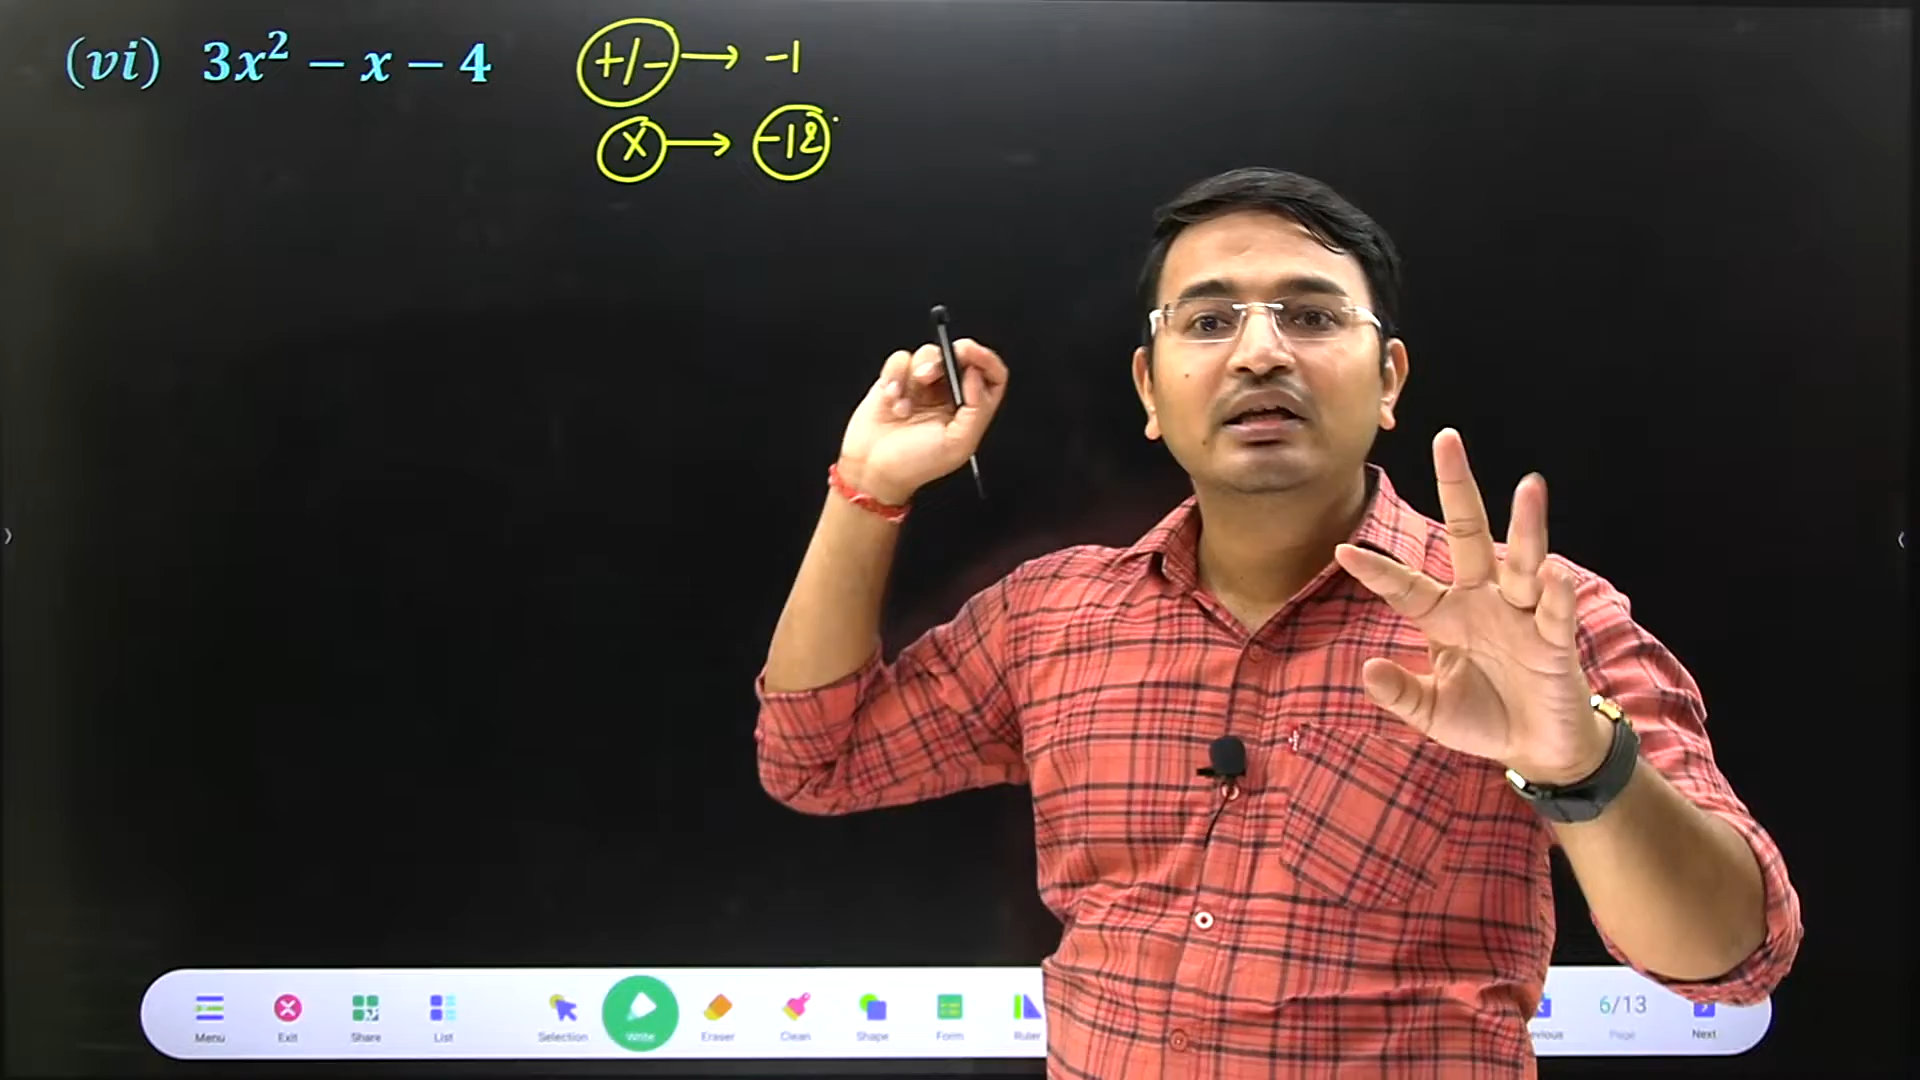 (vi) 3x² − x − 4 +/- → -1
x → -12
Menu Exit Share List Selection Write Eraser Clean Shape Form Ruler 6/13 Page Next